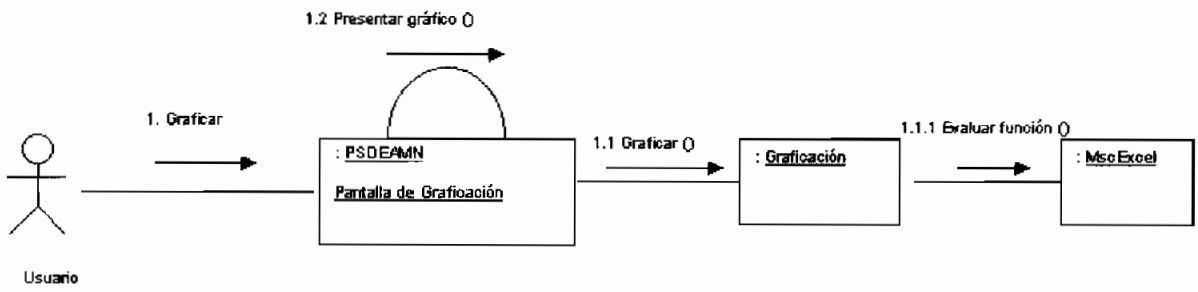 1.2 Presentar gráfico ()
1. Graficar
1.1 Graficar ()
1.1.1 Evaluar función ()
: PSDEAMN
Pantalla de Graficación
: Graficación
: MscExcel
Usuario